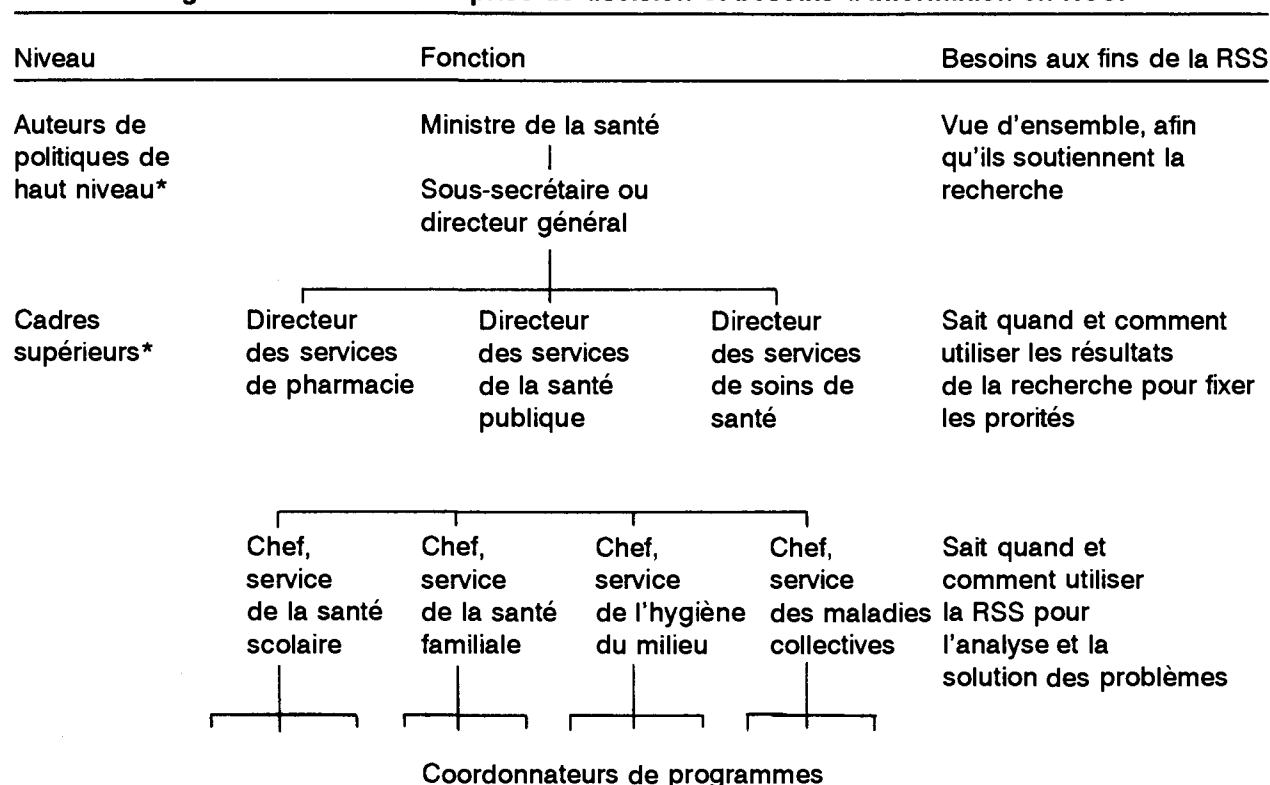 Niveau Fonction Besoins aux fins de la RSS
Auteurs de
politiques de
haut niveau*
Ministre de la santé
Sous-secrétaire ou
directeur général
Vue d'ensemble, afin
qu'ils soutiennent la
recherche
Cadres
supérieurs*
Directeur
des services
de pharmacie
Directeur
des services
de la santé
publique
Directeur
des services
de soins de
santé
Sait quand et comment
utiliser les résultats
de la recherche pour fixer
les prorités
Chef,
service
de la santé
scolaire
Chef,
service
de la santé
familiale
Chef,
service
de l'hygiène
du milieu
Chef,
service
des maladies
collectives
Sait quand et
comment utiliser
la RSS pour
l'analyse et la
solution des problèmes
Coordonnateurs de programmes